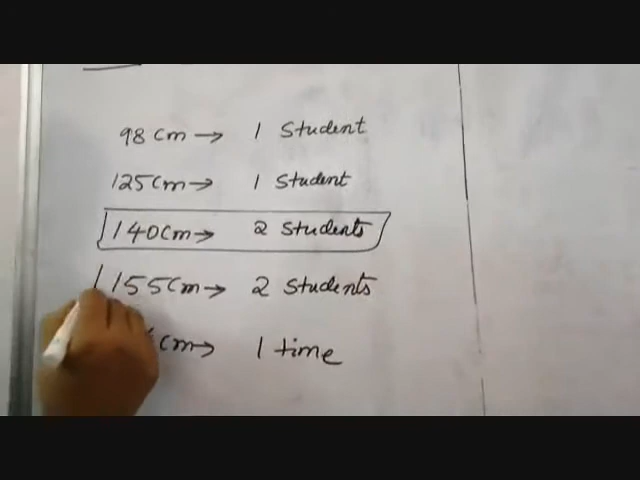 98 cm → 1 Student
125 cm → 1 Student
140 cm → 2 Students
155 cm → 2 Students
cm → 1 time